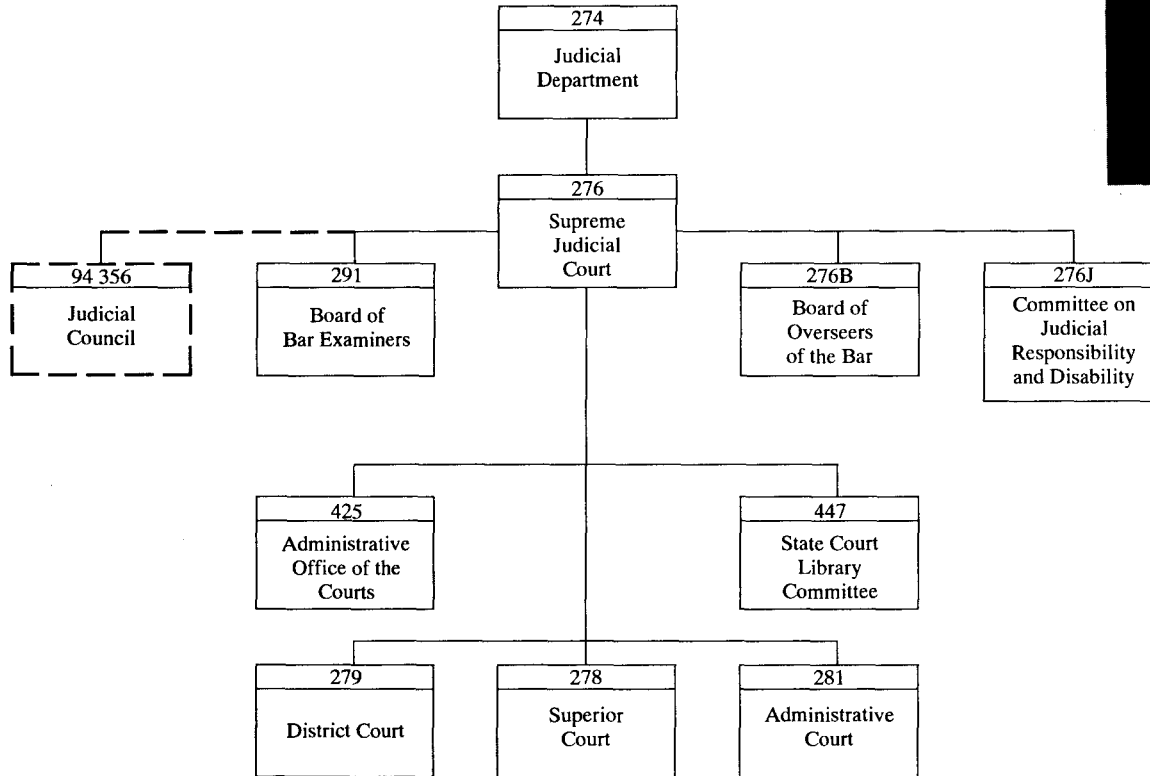 274
Judicial
Department
276
Supreme
Judicial
Court
94 356
Judicial
Council
291
Board of
Bar Examiners
276B
Board of
Overseers
of the Bar
276J
Committee on
Judicial
Responsibility
and Disability
425
Administrative
Office of the
Courts
447
State Court
Library
Committee
279
District Court
278
Superior
Court
281
Administrative
Court